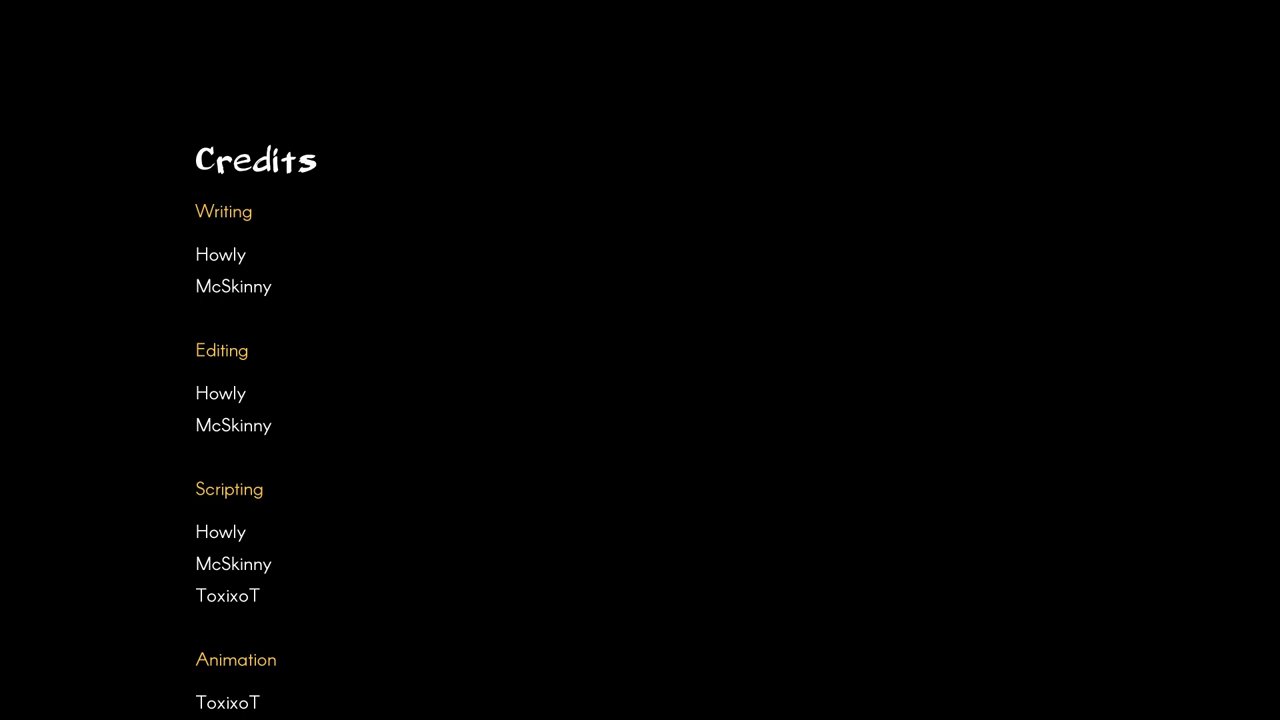 Credits
Writing
Howly
McSkinny
Editing
Howly
McSkinny
Scripting
Howly
McSkinny
ToxixoT
Animation
ToxixoT